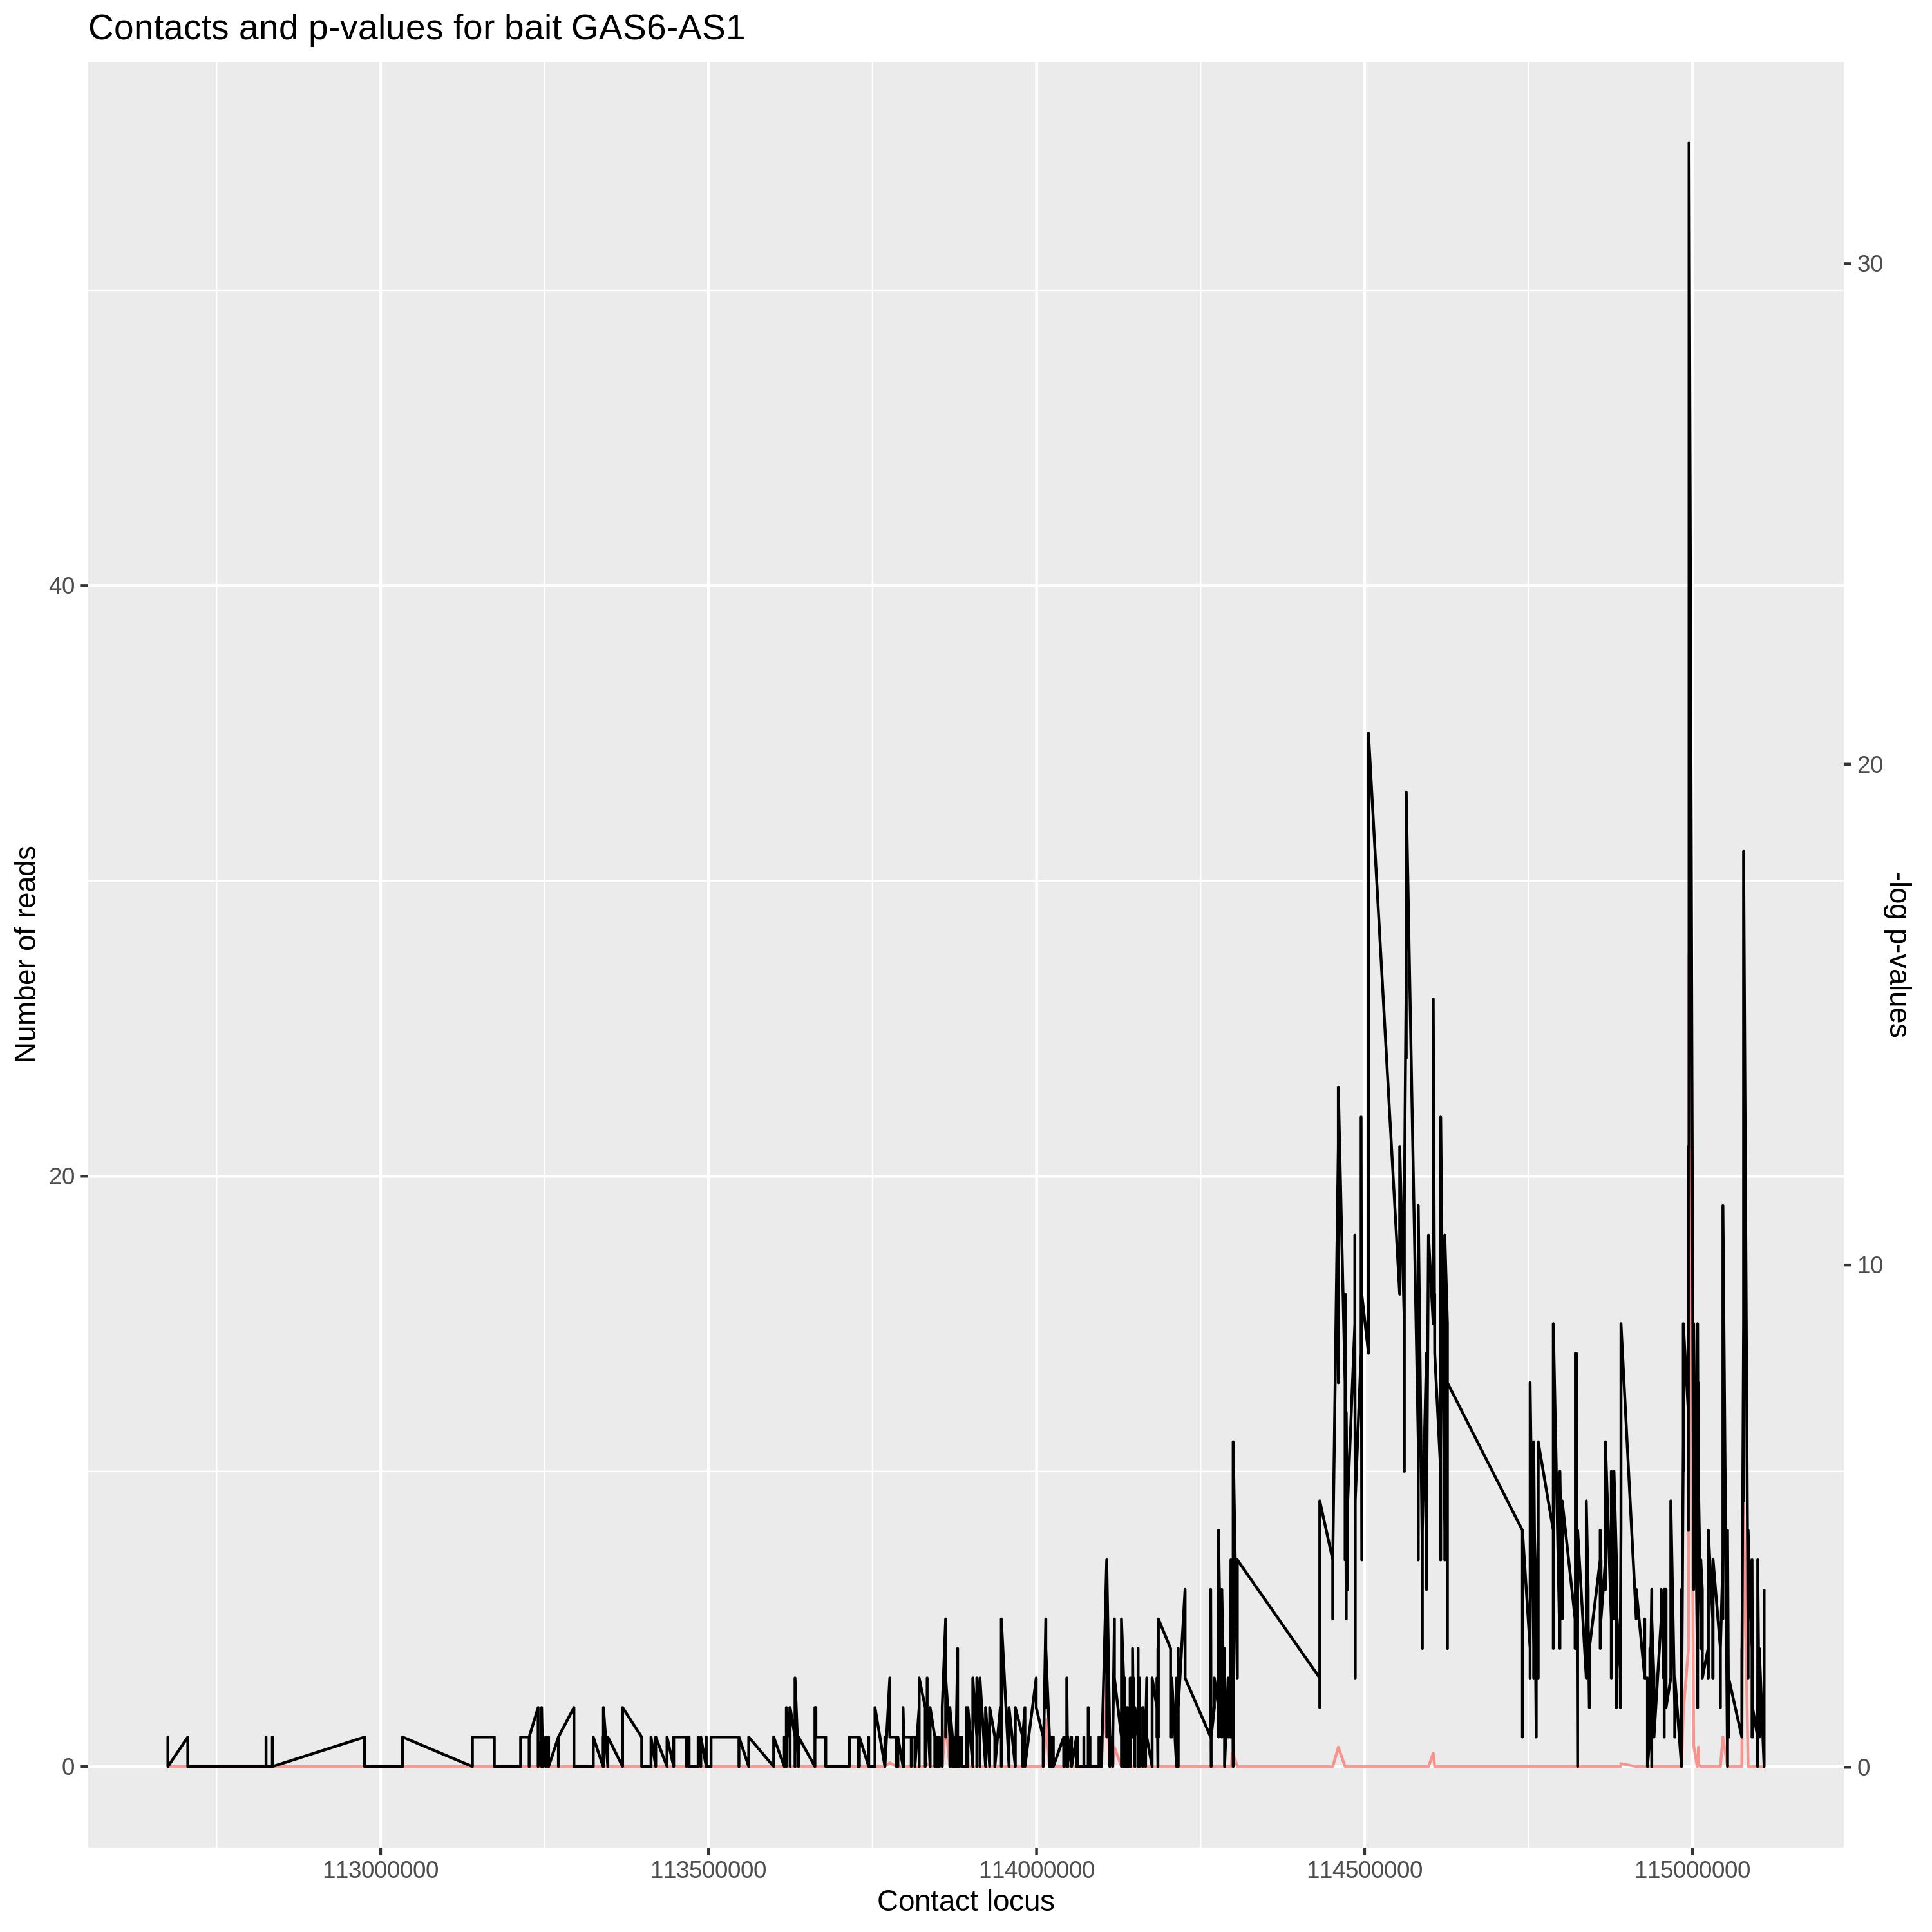 Contacts and p-values for bait GAS6-AS1
30
40
20
20
10
0
0
Number of reads
-log p-values
113000000 113500000 114000000 114500000 115000000
Contact locus